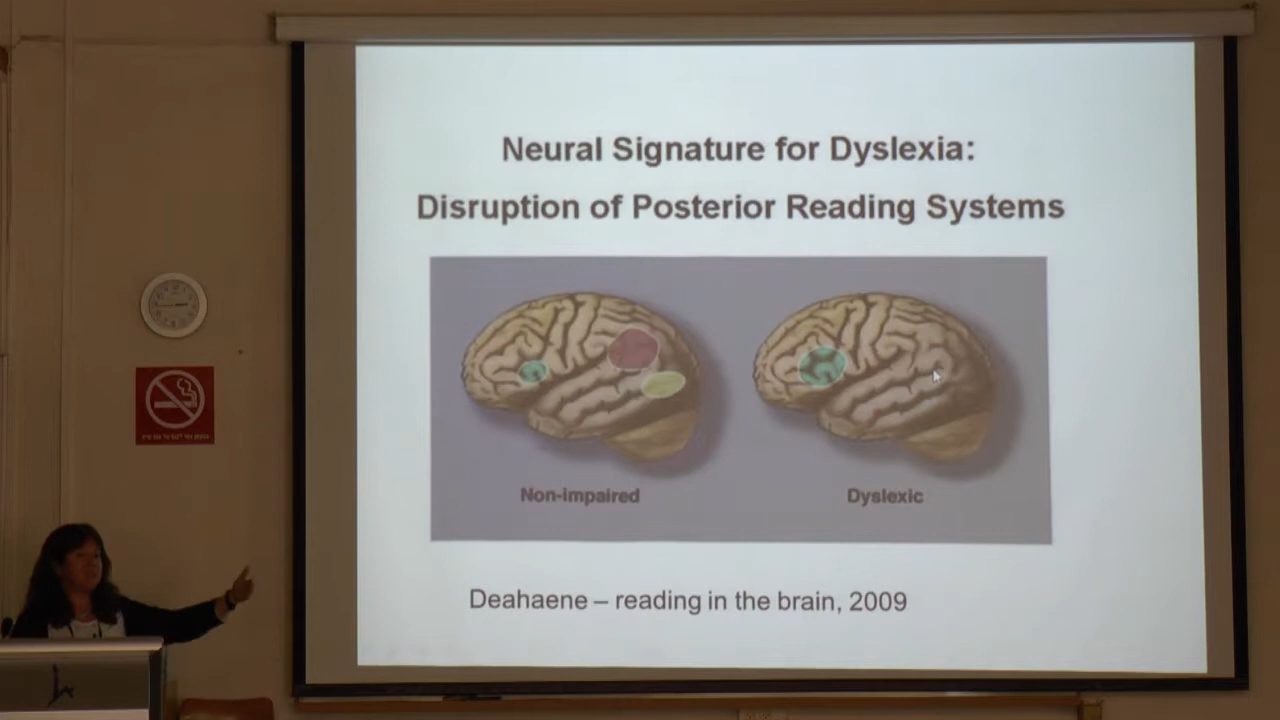 Neural Signature for Dyslexia:
Disruption of Posterior Reading Systems
Non-impaired
Dyslexic
Deahaene – reading in the brain, 2009